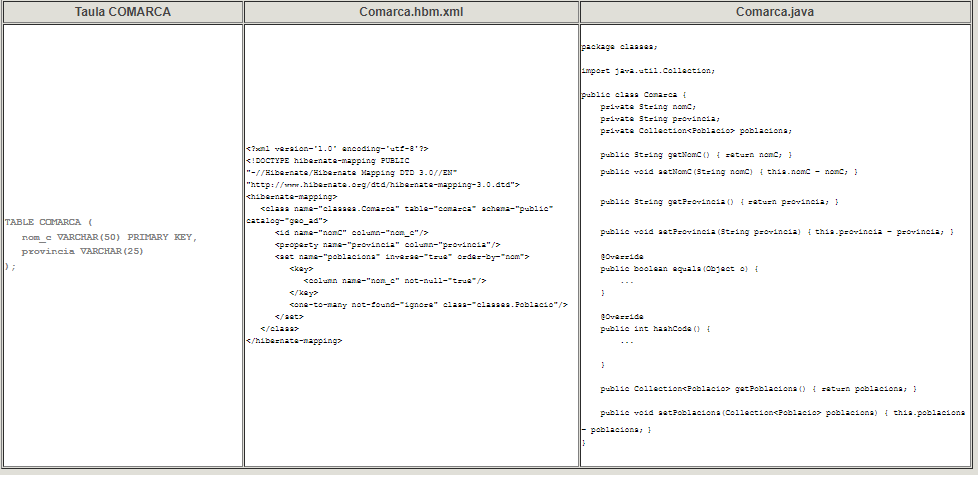 Taula COMARCA
Comarca.hbm.xml
Comarca.java
TABLE COMARCA (
nom_c VARCHAR(50) PRIMARY KEY,
provincia VARCHAR(25)
);
<?xml version='1.0' encoding='utf-8'?>
<!DOCTYPE hibernate-mapping PUBLIC
"-//Hibernate/Hibernate Mapping DTD 3.0//EN"
"http://www.hibernate.org/dtd/hibernate-mapping-3.0.dtd">
<hibernate-mapping>
<class name="classes.Comarca" table="comarca" schema="public"
catalog="geo_ad">
<id name="nomC" column="nom_c"/>
<property name="provincia" column="provincia"/>
<set name="poblacions" inverse="true" order-by="nom">
<key>
<column name="nom_c" not-null="true"/>
</key>
<one-to-many not-found="ignore" class="classes.Poblacio"/>
</set>
</class>
</hibernate-mapping>
package classes;
import java.util.Collection;
public class Comarca {
private String nomC;
private String provincia;
private Collection<Poblacio> poblacions;
public String getNomC() { return nomC; }
public void setNomC(String nomC) { this.nomC = nomC; }
public String getProvincia() { return provincia; }
public void setProvincia(String provincia) { this.provincia = provincia; }
@Override
public boolean equals(Object o) {
...
}
@Override
public int hashCode() {
...
}
public Collection<Poblacio> getPoblacions() { return poblacions; }
public void setPoblacions(Collection<Poblacio> poblacions) { this.poblacions
= poblacions; }
}